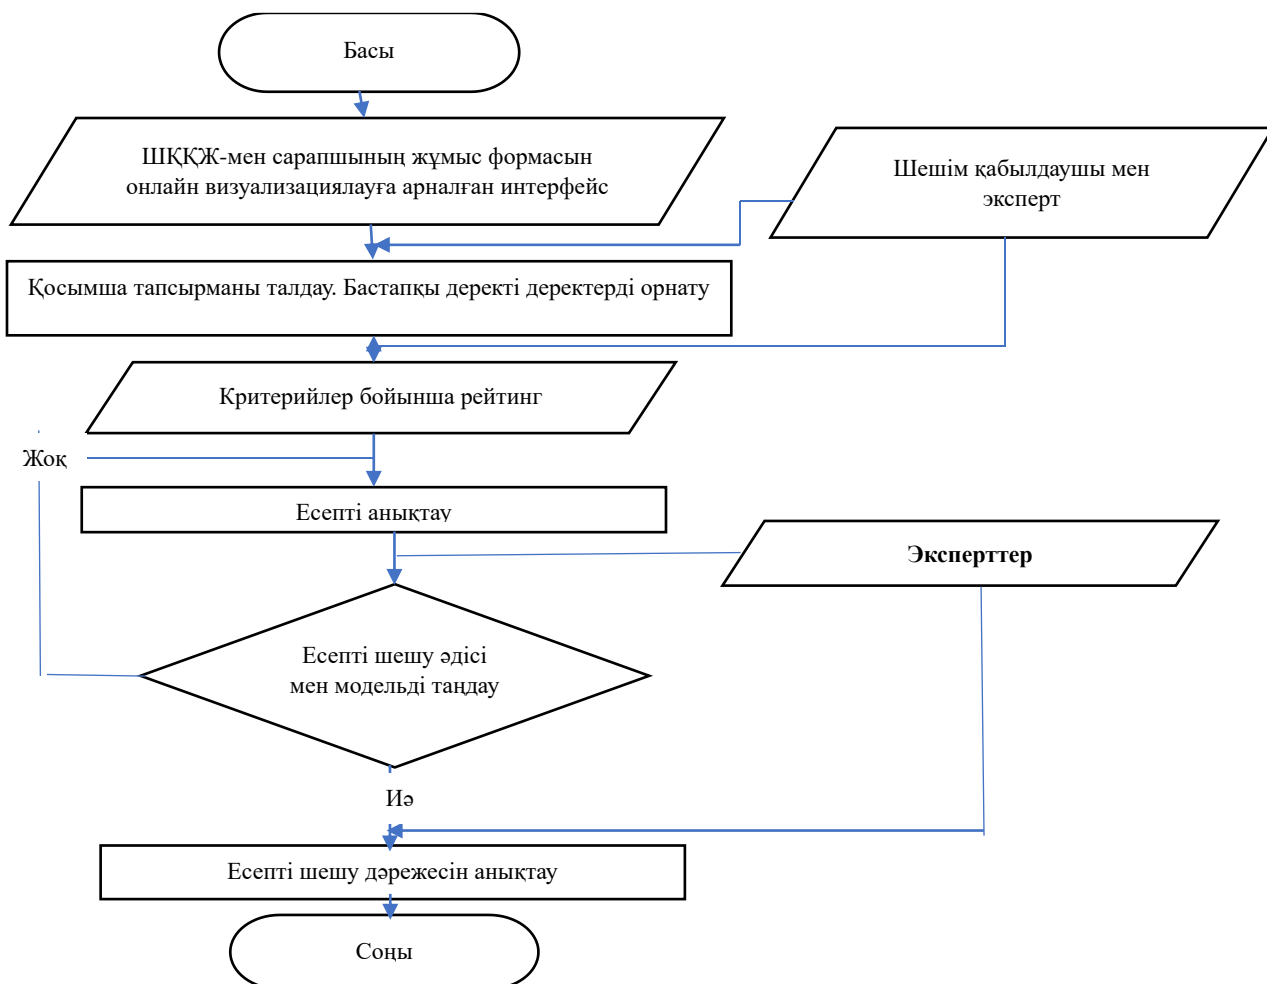 Басы
ШҚҚЖ-мен сарапшының жұмыс формасын
онлайн визуализациялауға арналған интерфейс
Шешім қабылдаушы мен
эксперт
Қосымша тапсырманы талдау. Бастапқы деректі деректерді орнату
Критерийлер бойынша рейтинг
Жоқ
Есепті анықтау
Эксперттер
Есепті шешу әдісі
мен модельді таңдау
Иә
Есепті шешу дәрежесін анықтау
Соңы